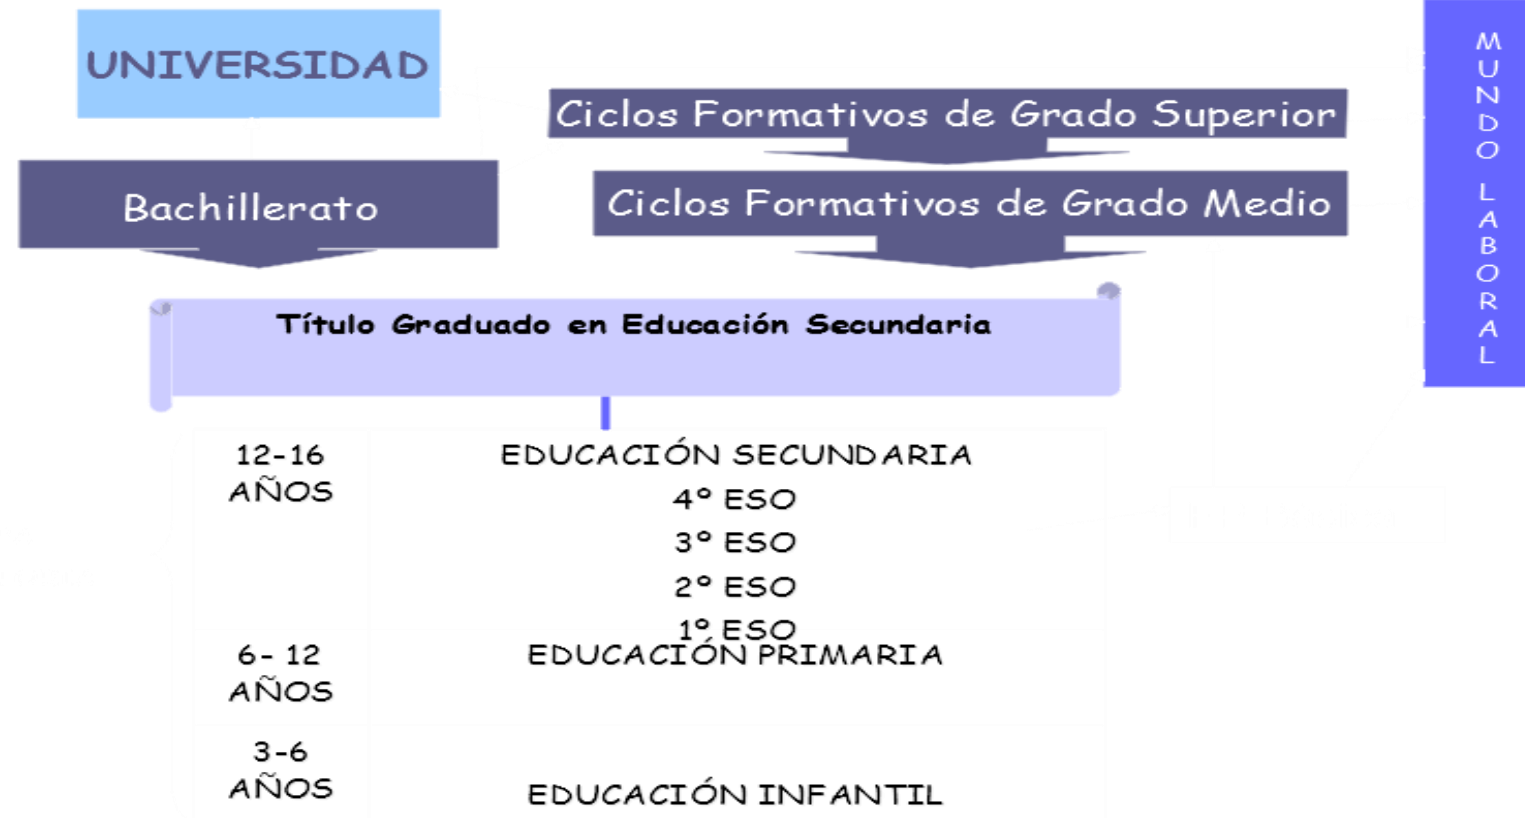 UNIVERSIDAD
Ciclos Formativos de Grado Superior
Bachillerato
Ciclos Formativos de Grado Medio
MUNDO LABORAL
Título Graduado en Educación Secundaria
12-16
AÑOS
EDUCACIÓN SECUNDARIA
4º ESO
3º ESO
2º ESO
1º ESO
6- 12
AÑOS
EDUCACIÓN PRIMARIA
3-6
AÑOS
EDUCACIÓN INFANTIL